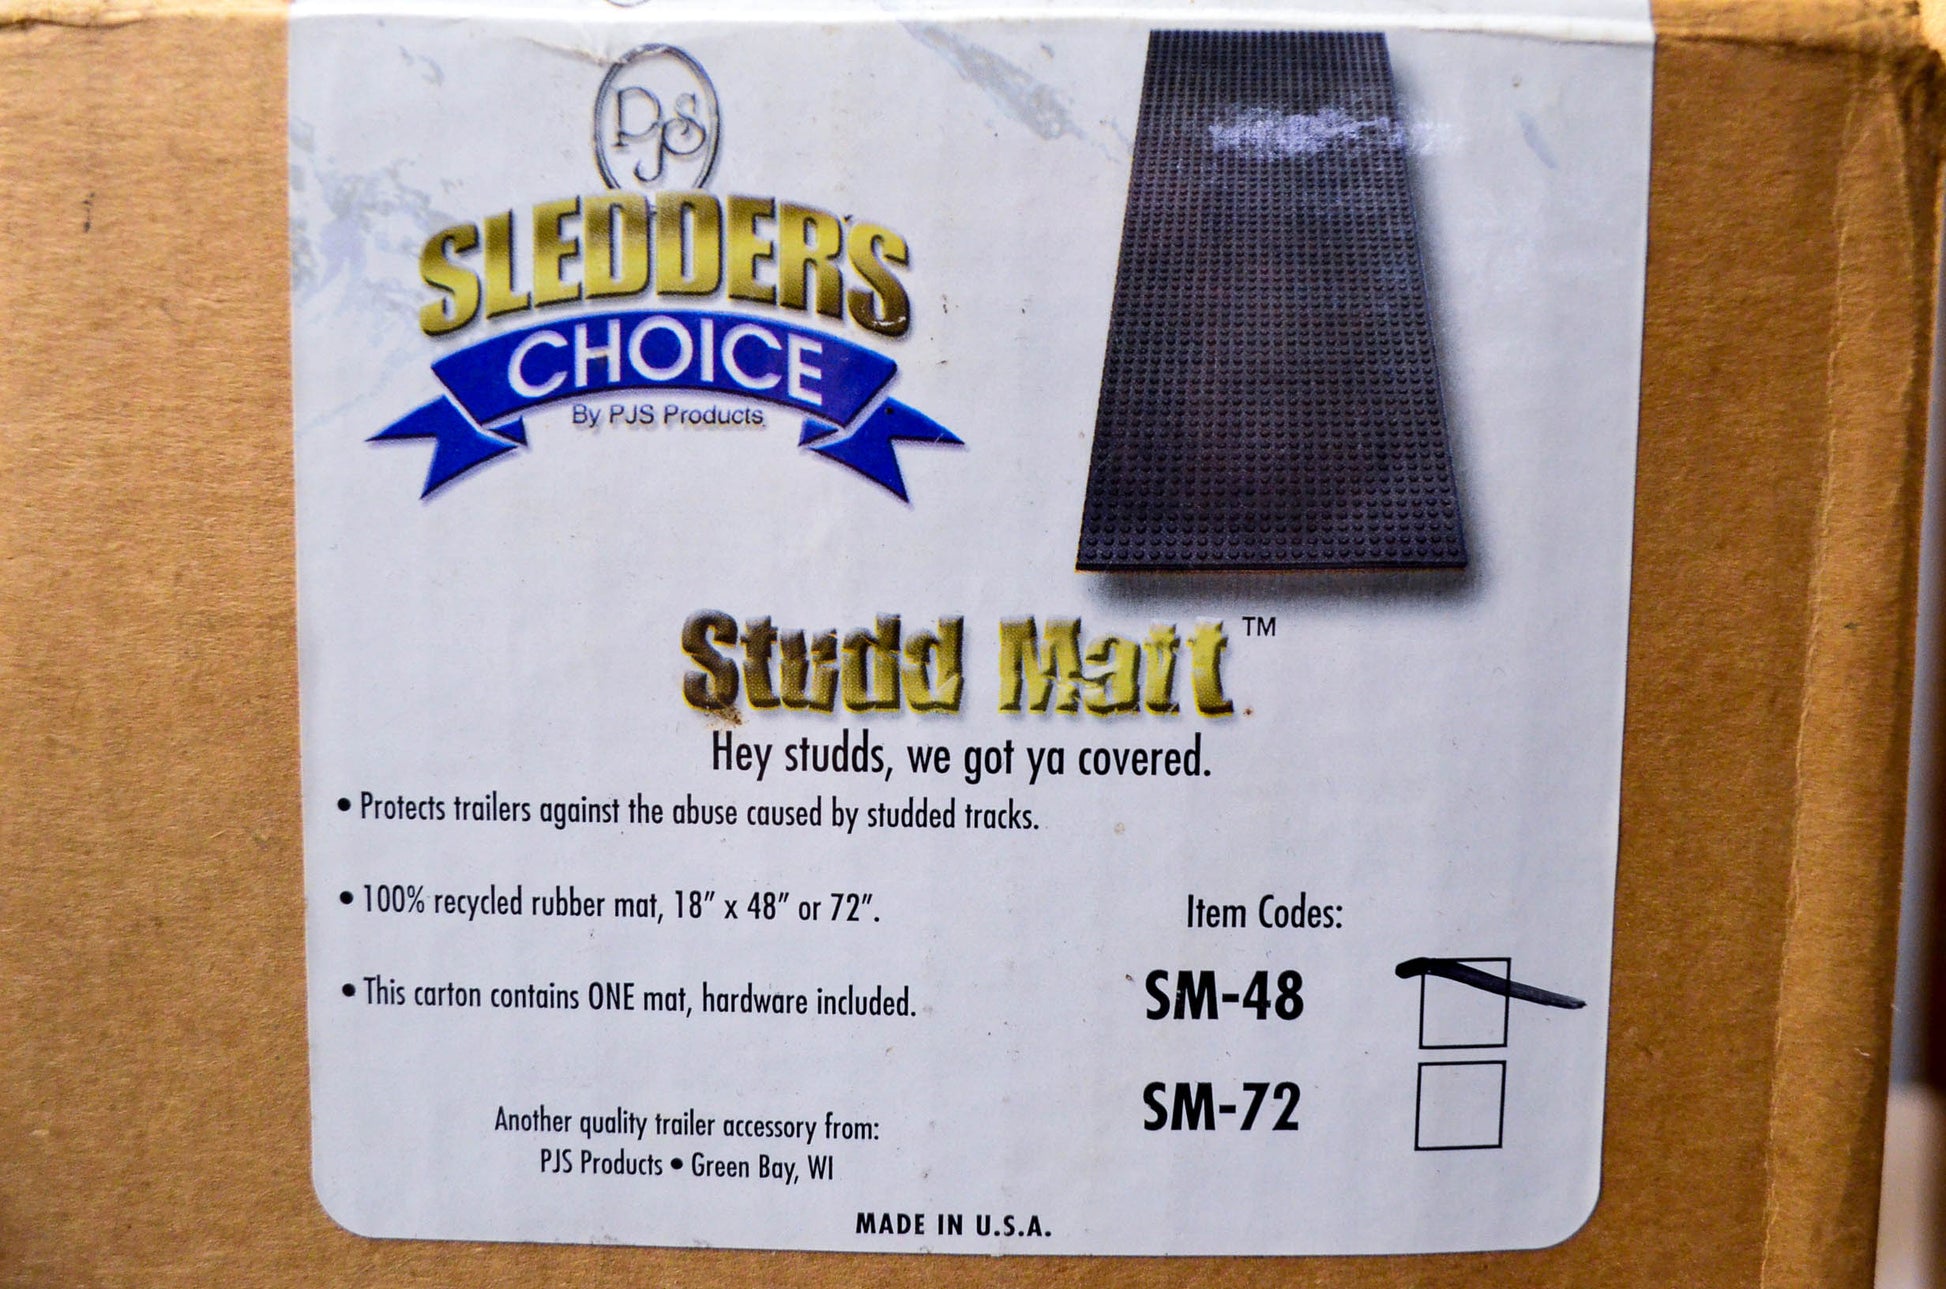 PJS
SLEDDER'S
CHOICE
By PJS Products
Studd Matt™
Hey studds, we got ya covered.
• Protects trailers against the abuse caused by studded tracks.
• 100% recycled rubber mat, 18” x 48” or 72”.
• This carton contains ONE mat, hardware included.
Item Codes:
SM-48
SM-72
Another quality trailer accessory from:
PJS Products • Green Bay, WI
MADE IN U.S.A.